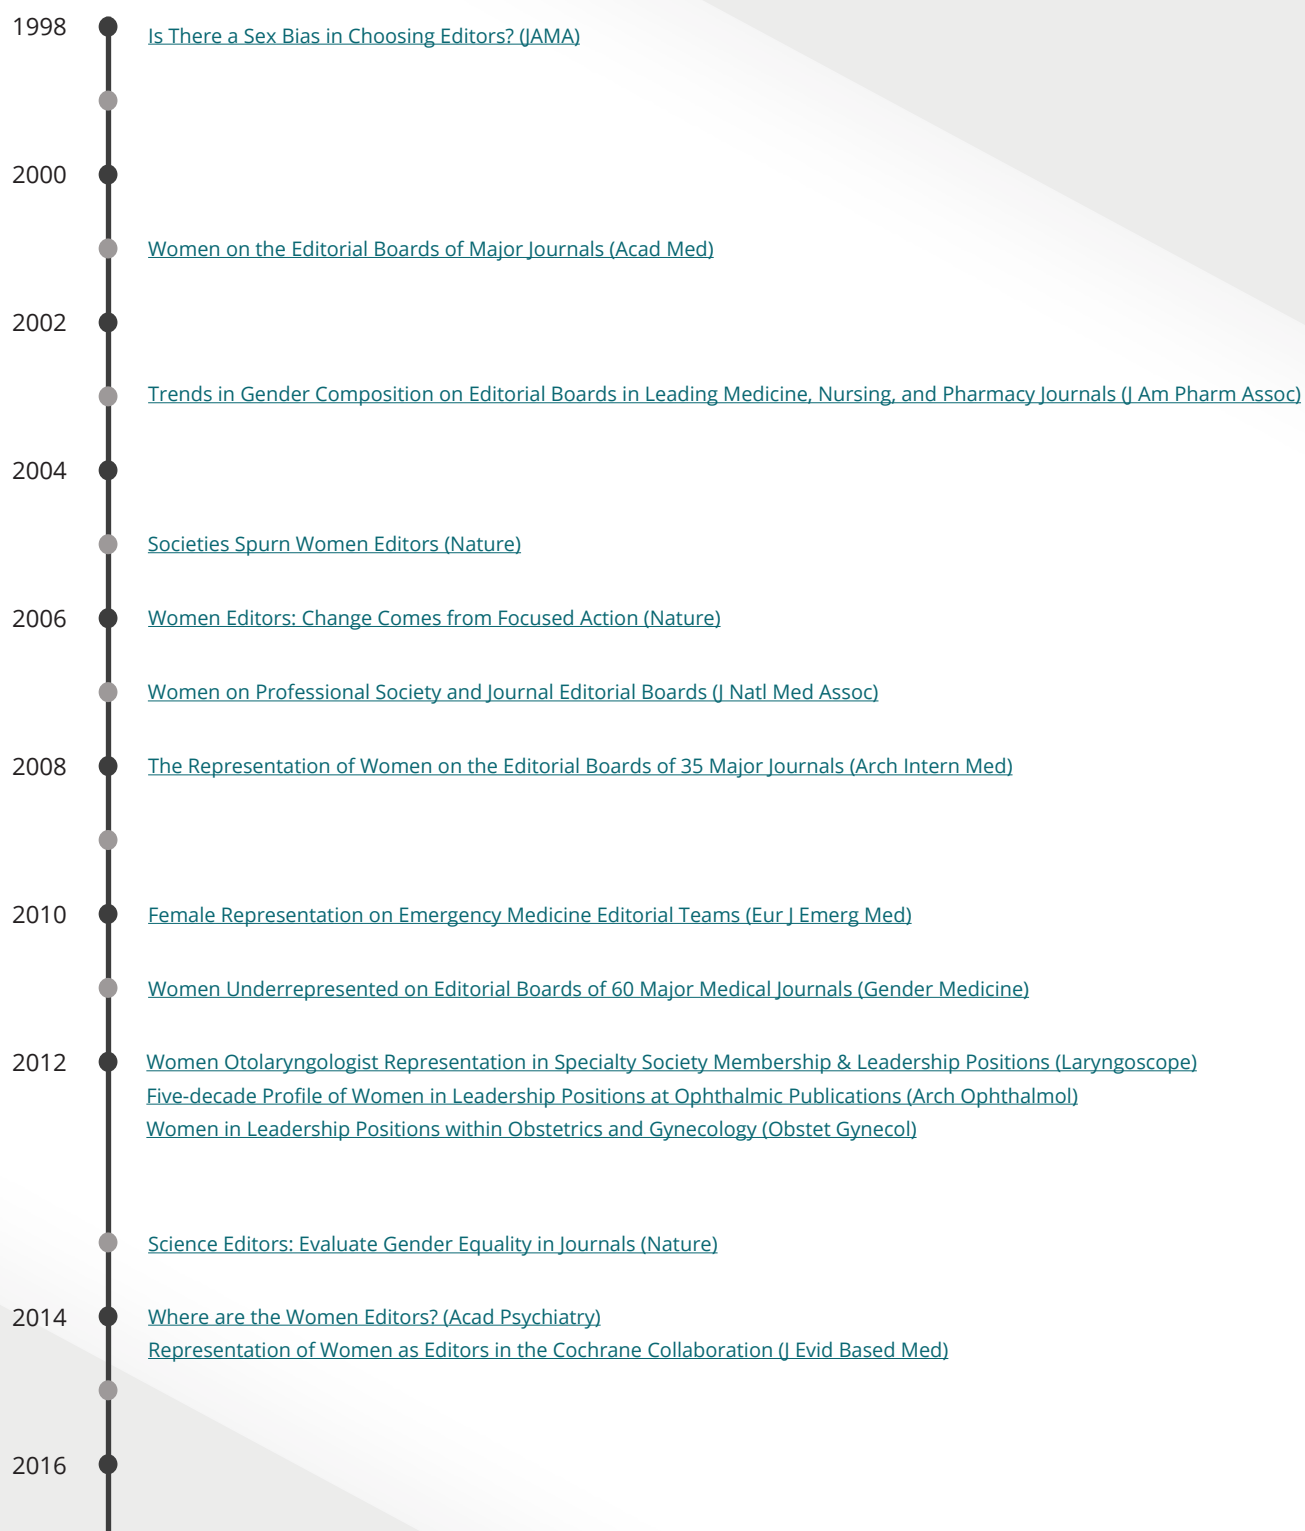 1998
Is There a Sex Bias in Choosing Editors? (JAMA)
2000
Women on the Editorial Boards of Major Journals (Acad Med)
2002
Trends in Gender Composition on Editorial Boards in Leading Medicine, Nursing, and Pharmacy Journals (J Am Pharm Assoc)
2004
Societies Spurn Women Editors (Nature)
2006
Women Editors: Change Comes from Focused Action (Nature)
Women on Professional Society and Journal Editorial Boards (J Natl Med Assoc)
2008
The Representation of Women on the Editorial Boards of 35 Major Journals (Arch Intern Med)
2010
Female Representation on Emergency Medicine Editorial Teams (Eur J Emerg Med)
Women Underrepresented on Editorial Boards of 60 Major Medical Journals (Gender Medicine)
2012
Women Otolaryngologist Representation in Specialty Society Membership & Leadership Positions (Laryngoscope)
Five-decade Profile of Women in Leadership Positions at Ophthalmic Publications (Arch Ophthalmol)
Women in Leadership Positions within Obstetrics and Gynecology (Obstet Gynecol)
Science Editors: Evaluate Gender Equality in Journals (Nature)
2014
Where are the Women Editors? (Acad Psychiatry)
Representation of Women as Editors in the Cochrane Collaboration (J Evid Based Med)
2016